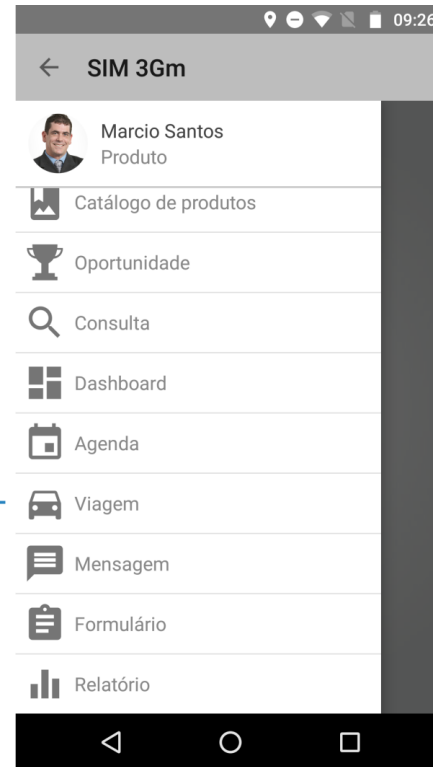 09:26
SIM 3Gm
Marcio Santos
Produto
Catálogo de produtos
Oportunidade
Consulta
Dashboard
Agenda
Viagem
Mensagem
Formulário
Relatório